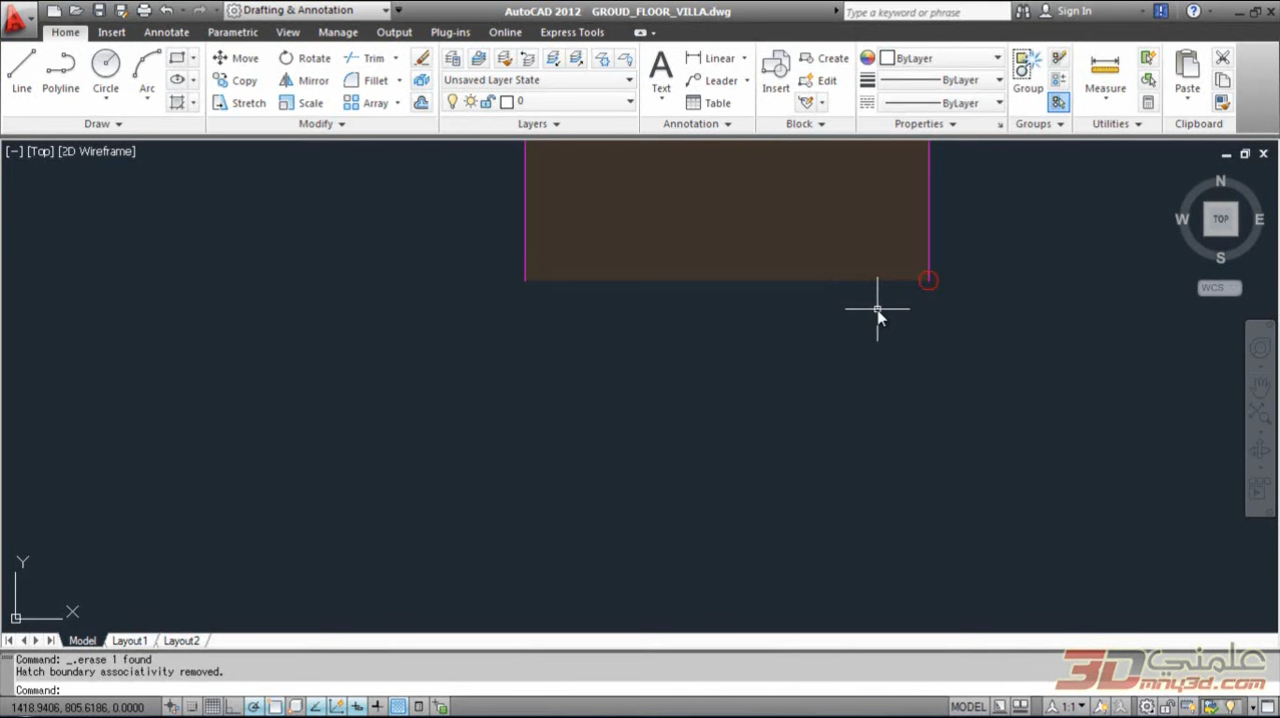 Drafting & Annotation
AutoCAD 2012 GROUD_FLOOR_VILLA.dwg
Type a keyword or phrase
Sign In
Home Insert Annotate Parametric View Manage Output Plug-ins Online Express Tools
Line Polyline Circle Arc
Move Rotate Trim
Copy Mirror Fillet
Stretch Scale Array
Unsaved Layer State
0
Text
Linear
Leader
Table
Insert
Create
Edit
ByLayer
ByLayer
ByLayer
Group
Measure
Paste
Draw Modify Layers Annotation Block Properties Groups Utilities Clipboard
[−] [Top] [2D Wireframe]
N
W TOP E
S
WCS
Y
X
Model Layout1 Layout2
Command: _.erase 1 found
Hatch boundary associativity removed.
Command:
علمني
3Dmny3d.com
1418.9406, 805.6186, 0.0000
MODEL
1:1